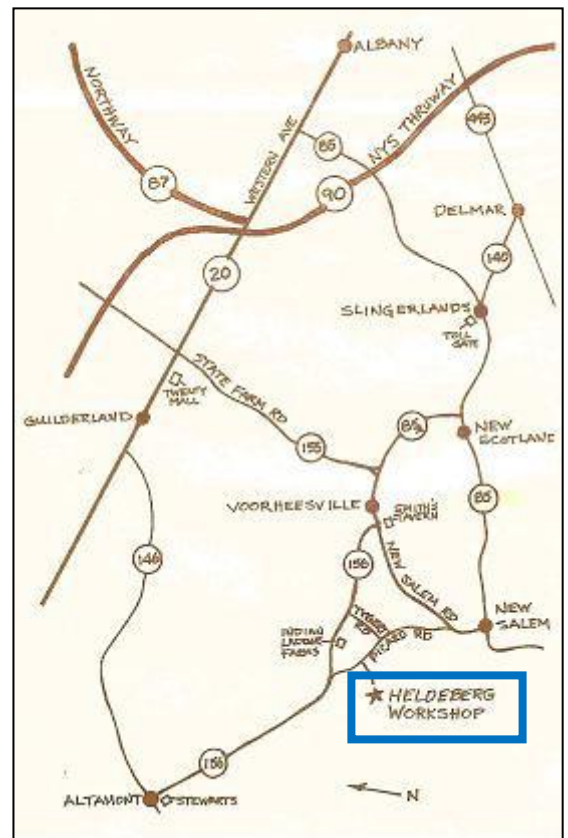 ALBANY
NORTHWAY
WESTERN AVE
85
NYS THRUWAY
443
87
90
DELMAR
20
140
SLINGERLANDS
TOLL
GATE
STATE FARM RD
TWENTY
MALL
GUILDERLAND
155
85A
NEW
SCOTLAND
VOORHEESVILLE
SMITH'S
TAVERN
85
146
156
NEW SALEM RD
INDIAN
LADDER
FARMS
TYGERT
RD
PICARD RD
NEW
SALEM
HELDEBERG
WORKSHOP
156
ALTAMONT
STEWARTS
N